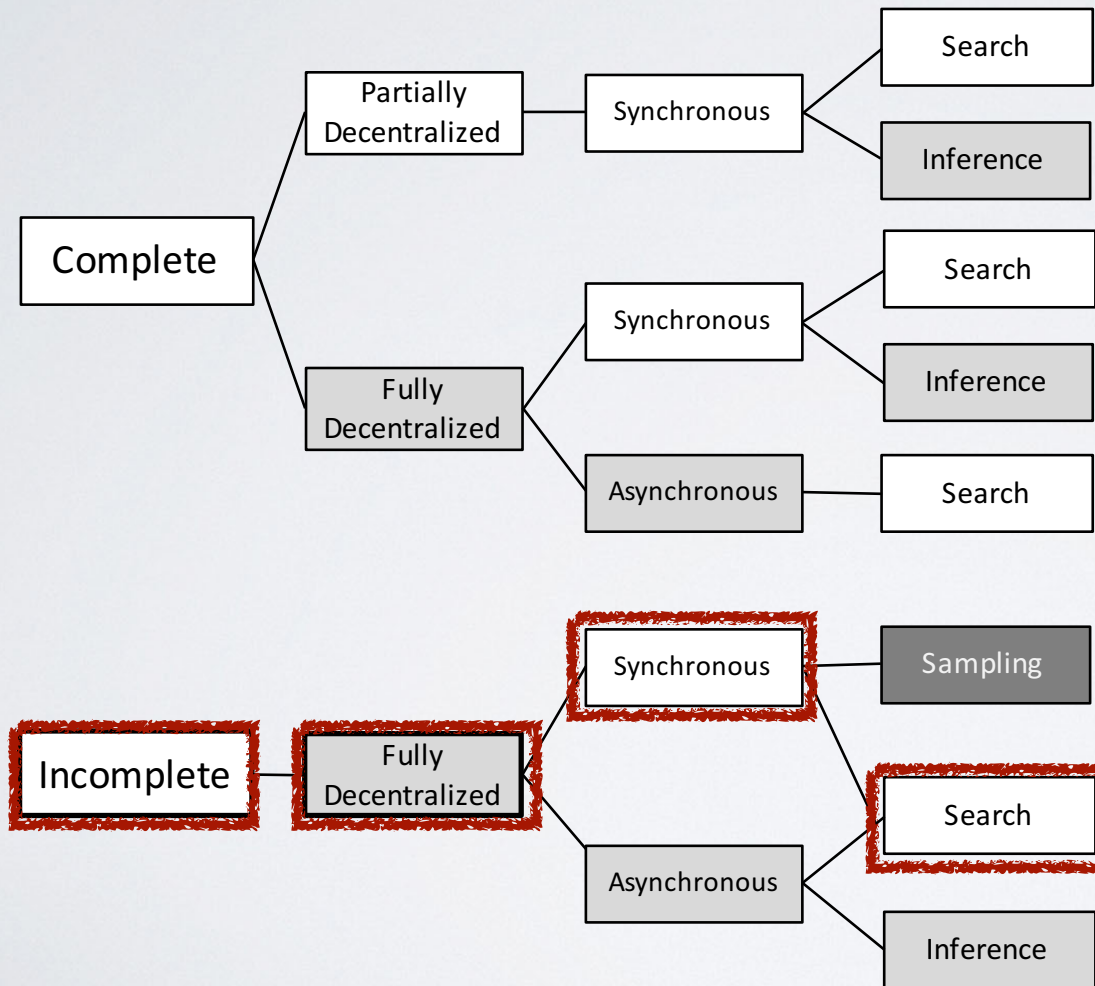 Search
Partially
Decentralized
Synchronous
Inference
Complete
Search
Synchronous
Inference
Fully
Decentralized
Asynchronous
Search
Synchronous
Sampling
Incomplete
Fully
Decentralized
Search
Asynchronous
Inference